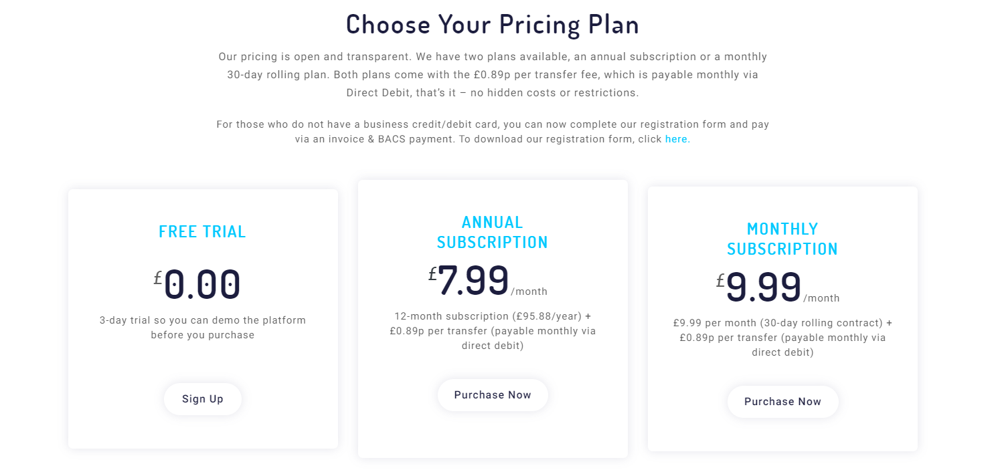 Choose Your Pricing Plan
Our pricing is open and transparent. We have two plans available, an annual subscription or a monthly
30-day rolling plan. Both plans come with the £0.89p per transfer fee, which is payable monthly via
Direct Debit, that's it – no hidden costs or restrictions.
For those who do not have a business credit/debit card, you can now complete our registration form and pay
via an invoice & BACS payment. To download our registration form, click here.
FREE TRIAL
£0.00
3-day trial so you can demo the platform
before you purchase
Sign Up
ANNUAL
SUBSCRIPTION
£7.99/month
12-month subscription (£95.88/year) +
£0.89p per transfer (payable monthly via
direct debit)
Purchase Now
MONTHLY
SUBSCRIPTION
£9.99/month
£9.99 per month (30-day rolling contract) +
£0.89p per transfer (payable monthly via
direct debit)
Purchase Now